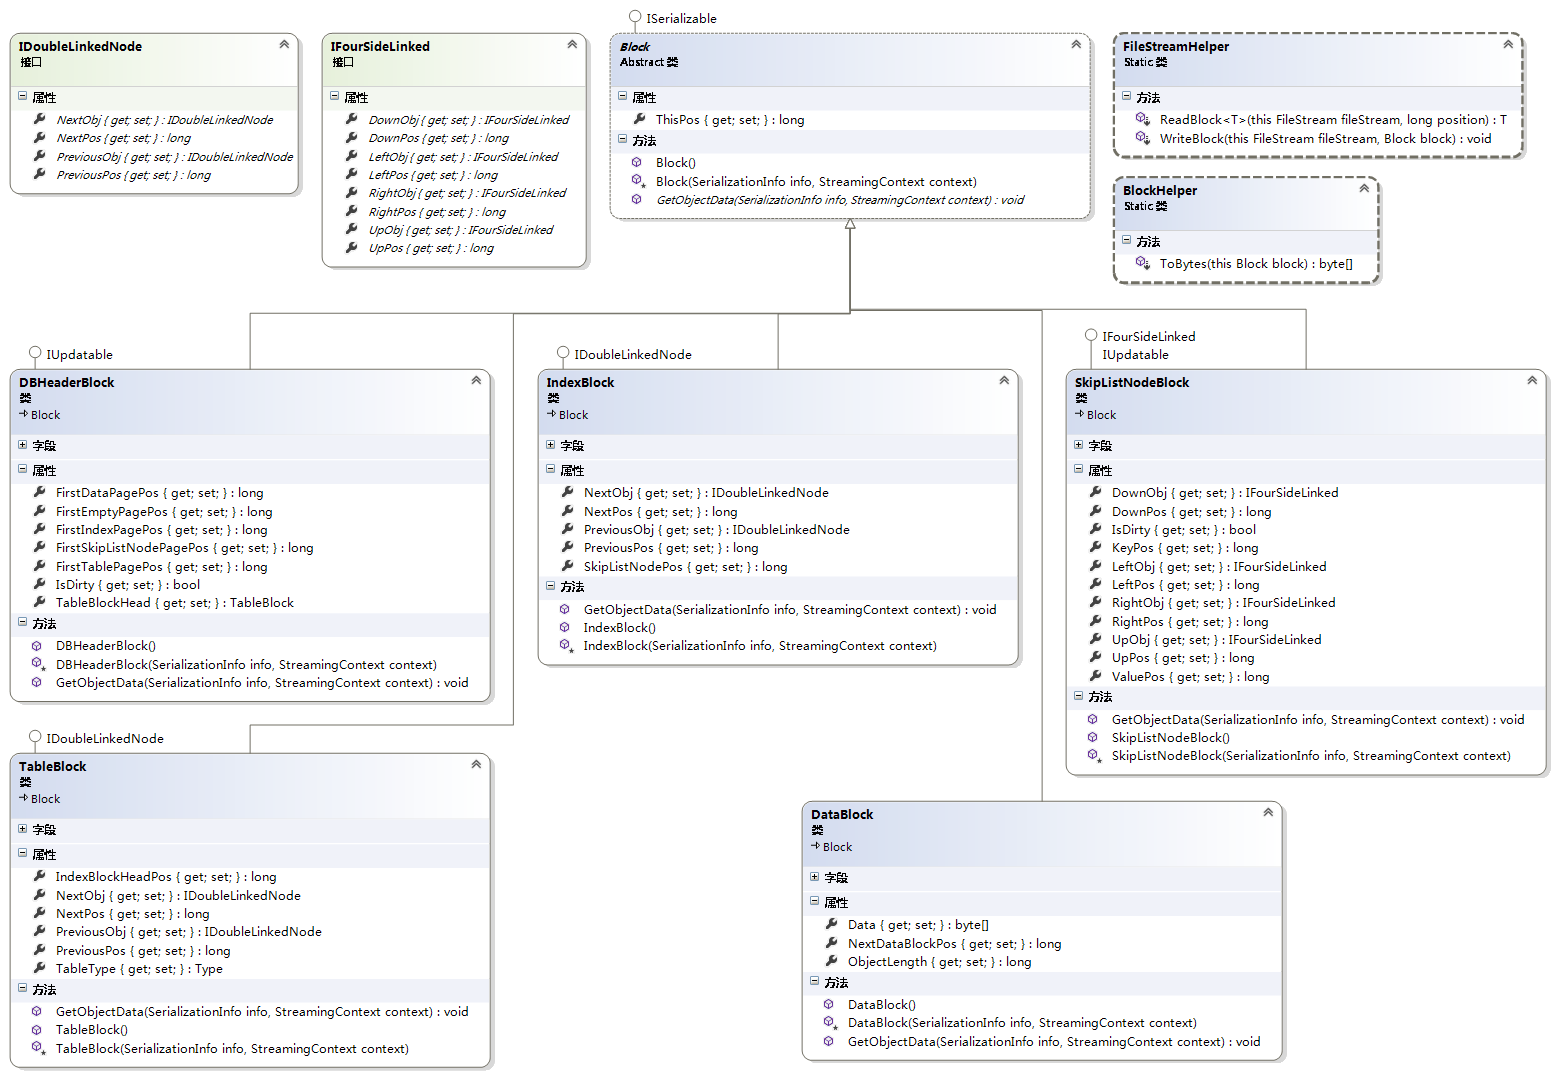 IDoubleLinkedNode
接口
属性
NextObj { get; set; } : IDoubleLinkedNode
NextPos { get; set; } : long
PreviousObj { get; set; } : IDoubleLinkedNode
PreviousPos { get; set; } : long
IFourSideLinked
接口
属性
DownObj { get; set; } : IFourSideLinked
DownPos { get; set; } : long
LeftObj { get; set; } : IFourSideLinked
LeftPos { get; set; } : long
RightObj { get; set; } : IFourSideLinked
RightPos { get; set; } : long
UpObj { get; set; } : IFourSideLinked
UpPos { get; set; } : long
ISerializable
Block
Abstract 类
属性
ThisPos { get; set; } : long
方法
Block()
Block(SerializationInfo info, StreamingContext context)
GetObjectData(SerializationInfo info, StreamingContext context) : void
FileStreamHelper
Static 类
方法
ReadBlock<T>(this FileStream fileStream, long position) : T
WriteBlock(this FileStream fileStream, Block block) : void
BlockHelper
Static 类
方法
ToBytes(this Block block) : byte[]
IUpdatable
DBHeaderBlock
类
Block
字段
属性
FirstDataPagePos { get; set; } : long
FirstEmptyPagePos { get; set; } : long
FirstIndexPagePos { get; set; } : long
FirstSkipListNodePagePos { get; set; } : long
FirstTablePagePos { get; set; } : long
IsDirty { get; set; } : bool
TableBlockHead { get; set; } : TableBlock
方法
DBHeaderBlock()
DBHeaderBlock(SerializationInfo info, StreamingContext context)
GetObjectData(SerializationInfo info, StreamingContext context) : void
IDoubleLinkedNode
IndexBlock
类
Block
字段
属性
NextObj { get; set; } : IDoubleLinkedNode
NextPos { get; set; } : long
PreviousObj { get; set; } : IDoubleLinkedNode
PreviousPos { get; set; } : long
SkipListNodePos { get; set; } : long
方法
GetObjectData(SerializationInfo info, StreamingContext context) : void
IndexBlock()
IndexBlock(SerializationInfo info, StreamingContext context)
IFourSideLinked
IUpdatable
SkipListNodeBlock
类
Block
字段
属性
DownObj { get; set; } : IFourSideLinked
DownPos { get; set; } : long
IsDirty { get; set; } : bool
KeyPos { get; set; } : long
LeftObj { get; set; } : IFourSideLinked
LeftPos { get; set; } : long
RightObj { get; set; } : IFourSideLinked
RightPos { get; set; } : long
UpObj { get; set; } : IFourSideLinked
UpPos { get; set; } : long
ValuePos { get; set; } : long
方法
GetObjectData(SerializationInfo info, StreamingContext context) : void
SkipListNodeBlock()
SkipListNodeBlock(SerializationInfo info, StreamingContext context)
IDoubleLinkedNode
TableBlock
类
Block
字段
属性
IndexBlockHeadPos { get; set; } : long
NextObj { get; set; } : IDoubleLinkedNode
NextPos { get; set; } : long
PreviousObj { get; set; } : IDoubleLinkedNode
PreviousPos { get; set; } : long
TableType { get; set; } : Type
方法
GetObjectData(SerializationInfo info, StreamingContext context) : void
TableBlock()
TableBlock(SerializationInfo info, StreamingContext context)
DataBlock
类
Block
字段
属性
Data { get; set; } : byte[]
NextDataBlockPos { get; set; } : long
ObjectLength { get; set; } : long
方法
DataBlock()
DataBlock(SerializationInfo info, StreamingContext context)
GetObjectData(SerializationInfo info, StreamingContext context) : void